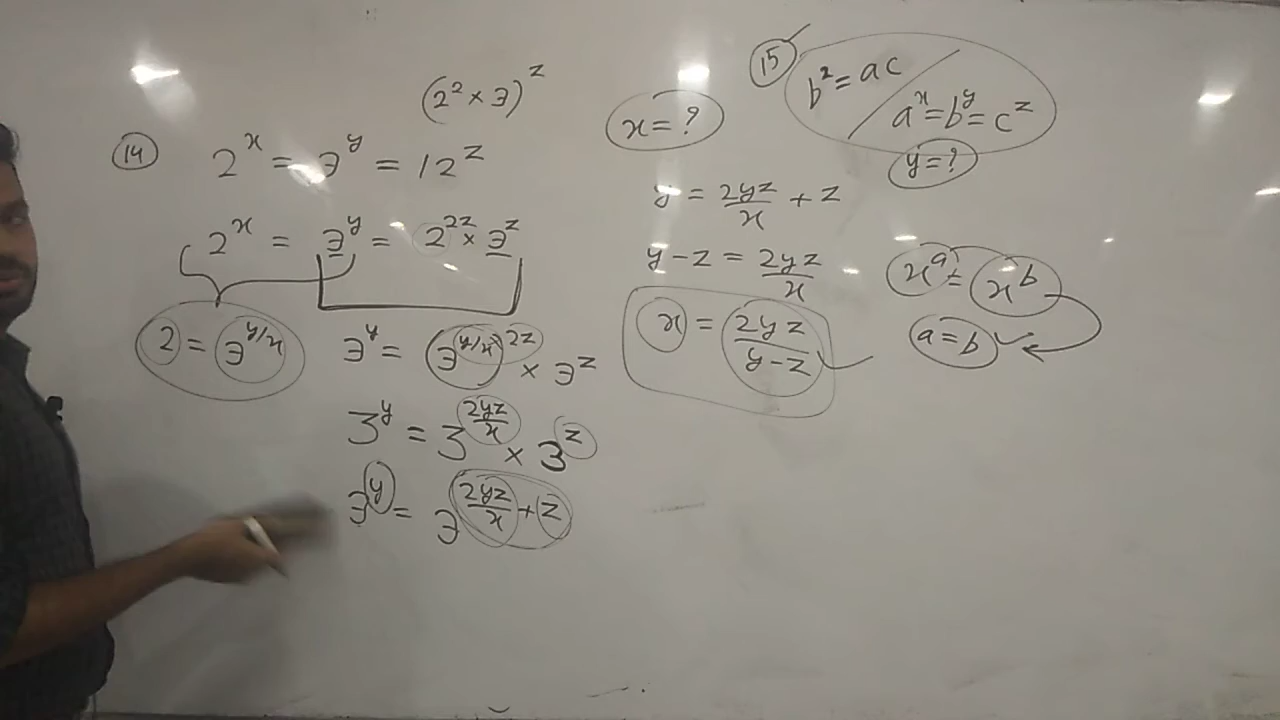 (2² × 3)^z
(14) 2^x = 3^y = 12^z
2^x = 3^y = 2^2z × 3^z
2 = 3^y/x
3^y = (3^y/x)^2z × 3^z
3^y = 3^2yz/x × 3^z
3^y = 3^2yz/x + z
x = ?
y = 2yz/x + z
y - z = 2yz/x
x = 2yz/y-z
(15) b² = ac / a^x = b^y = c^z
y = ?
x^a = x^b
a = b